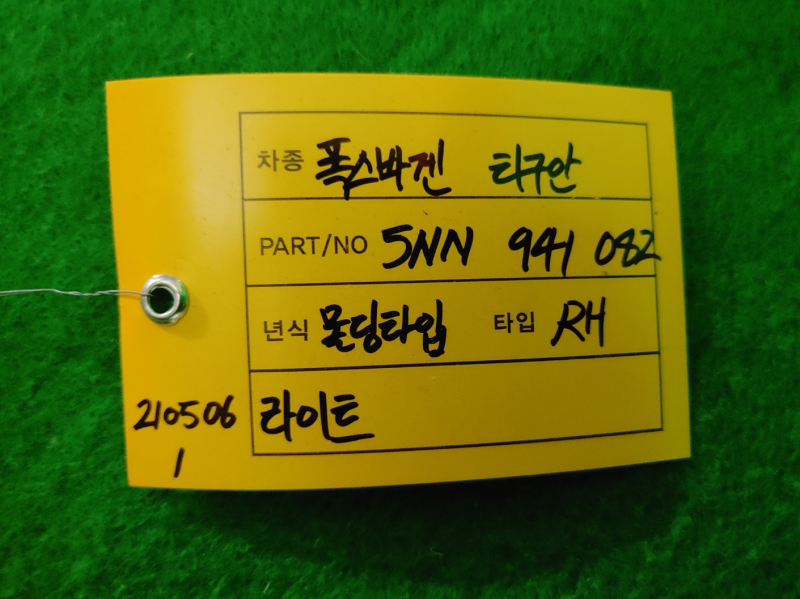 차종 폭스바겐 티구안
PART/NO 5NN 941 082
년식 몰딩타입 타입 RH
210506 라이트
1